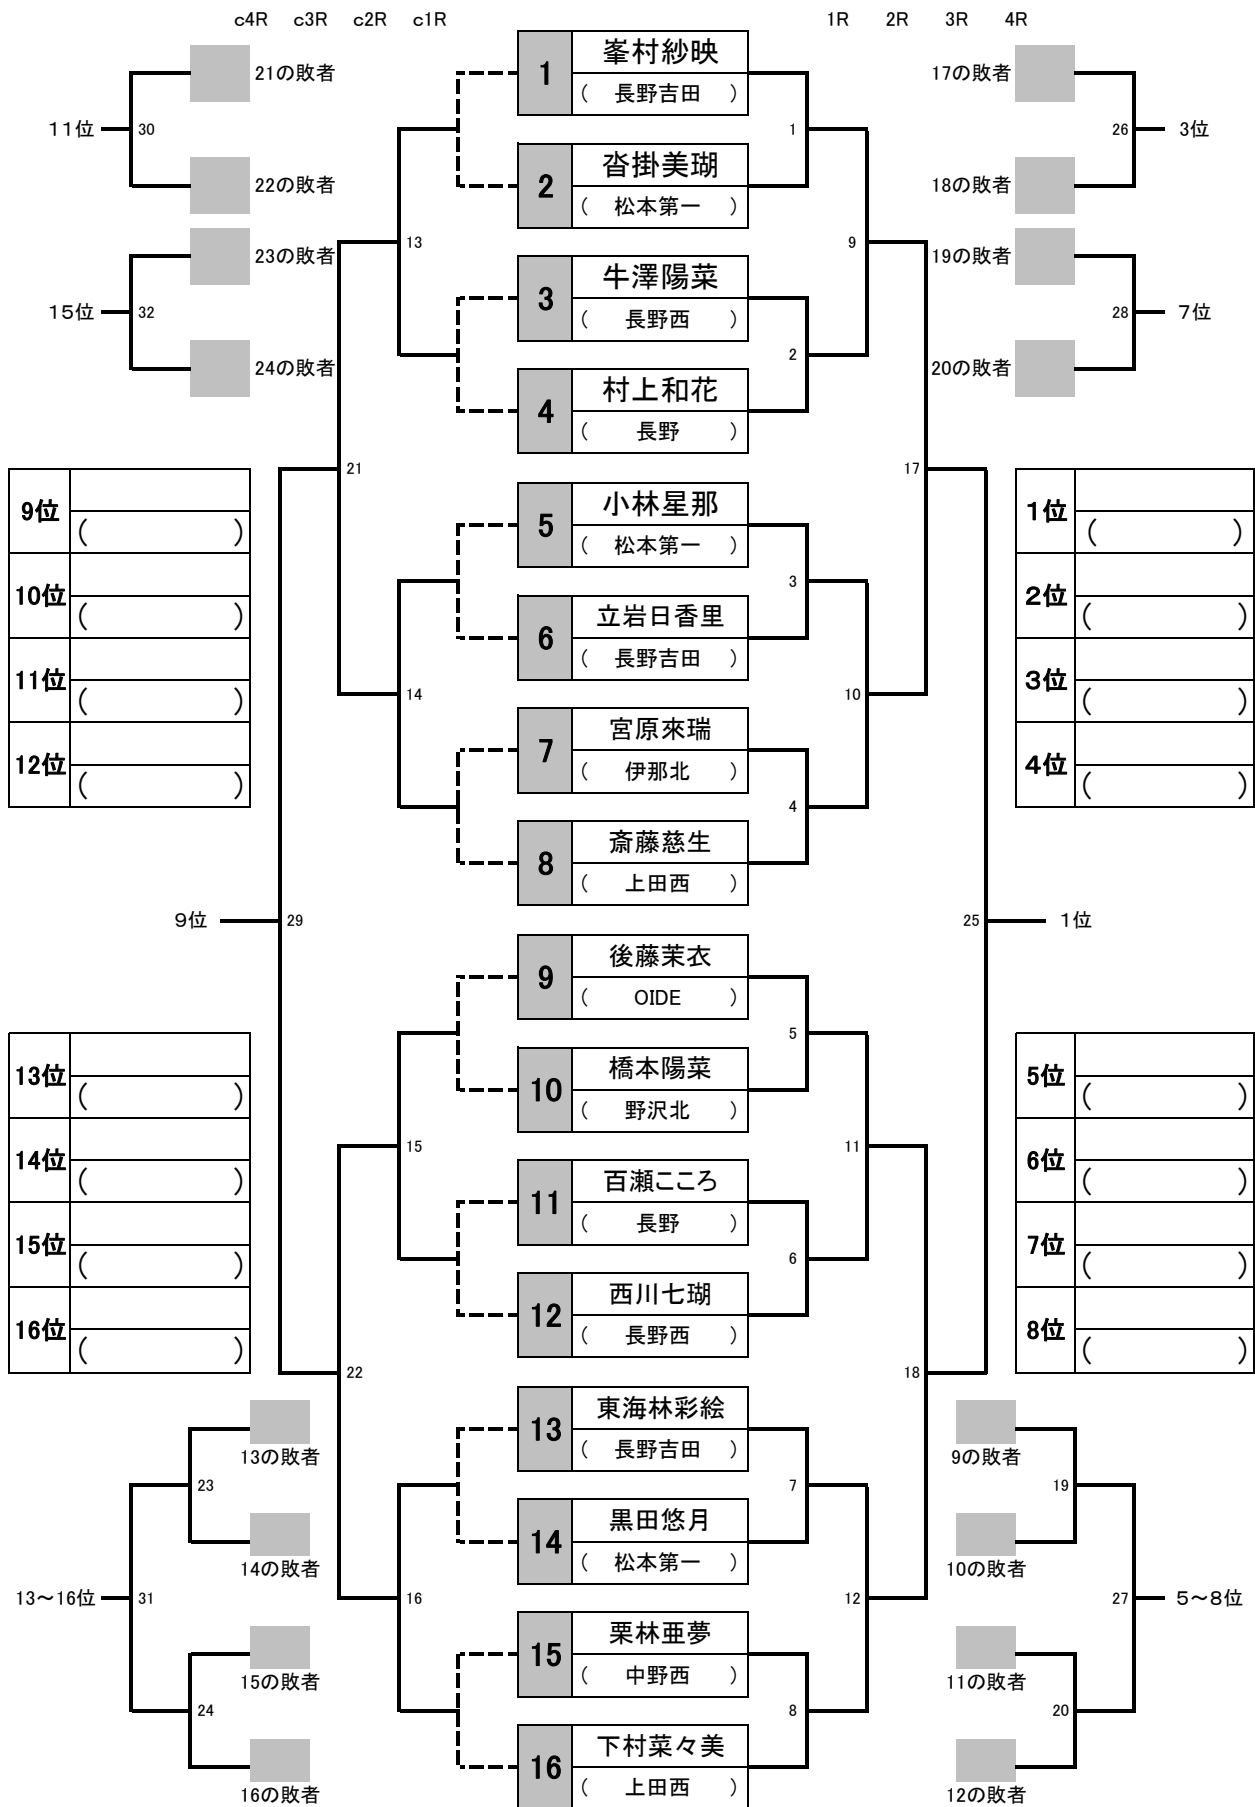 c4R c3R c2R c1R 1R 2R 3R 4R
21の敗者
11位 30
22の敗者
23の敗者
15位 32
24の敗者
17の敗者
26 3位
18の敗者
19の敗者
28 7位
20の敗者
1 峯村紗映
( 長野吉田 )
1
2 沓掛美瑚
( 松本第一 )
13 9
3 牛澤陽菜
( 長野西 )
2
4 村上和花
( 長野 )
21 17
5 小林星那
( 松本第一 )
3
6 立岩日香里
( 長野吉田 )
14 10
7 宮原來瑞
( 伊那北 )
4
8 斎藤慈生
( 上田西 )
9位 29 25 1位
9 後藤茉衣
( OIDE )
5
10 橋本陽菜
( 野沢北 )
15 11
11 百瀬こころ
( 長野 )
6
12 西川七瑚
( 長野西 )
22 18
13 東海林彩絵
( 長野吉田 )
7
14 黒田悠月
( 松本第一 )
16 12
15 栗林亜夢
( 中野西 )
8
16 下村菜々美
( 上田西 )
9位
( )
10位
( )
11位
( )
12位
( )
1位
( )
2位
( )
3位
( )
4位
( )
13位
( )
14位
( )
15位
( )
16位
( )
5位
( )
6位
( )
7位
( )
8位
( )
13の敗者
23
14の敗者
13～16位 31
15の敗者
24
16の敗者
9の敗者
19
10の敗者
27 5～8位
11の敗者
20
12の敗者